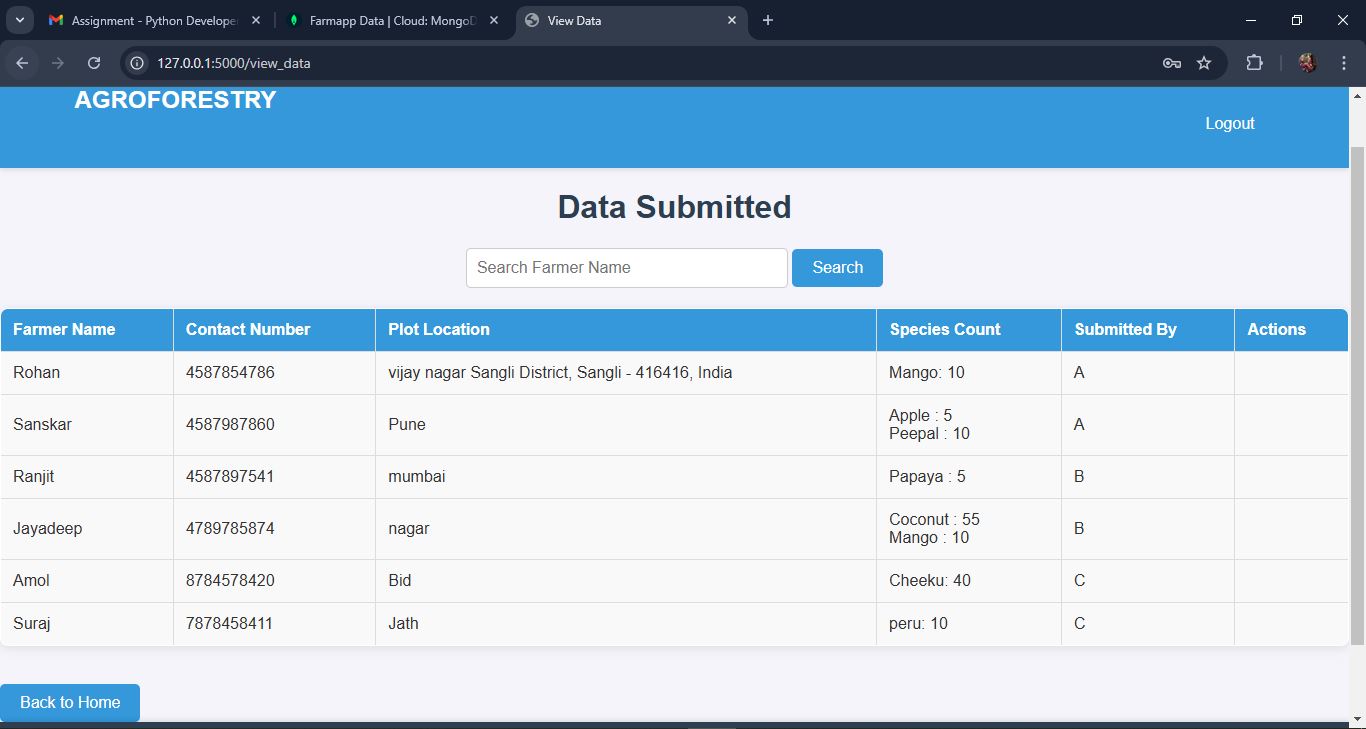 Assignment - Python Developer
Farmapp Data | Cloud: MongoD
View Data
127.0.0.1:5000/view_data
AGROFORESTRY
Logout
Data Submitted
Search Farmer Name
Search
Farmer Name Contact Number Plot Location Species Count Submitted By Actions
Rohan 4587854786 vijay nagar Sangli District, Sangli - 416416, India Mango: 10 A
Sanskar 4587987860 Pune Apple : 5
Peepal : 10 A
Ranjit 4587897541 mumbai Papaya : 5 B
Jayadeep 4789785874 nagar Coconut : 55
Mango : 10 B
Amol 8784578420 Bid Cheeku: 40 C
Suraj 7878458411 Jath peru: 10 C
Back to Home